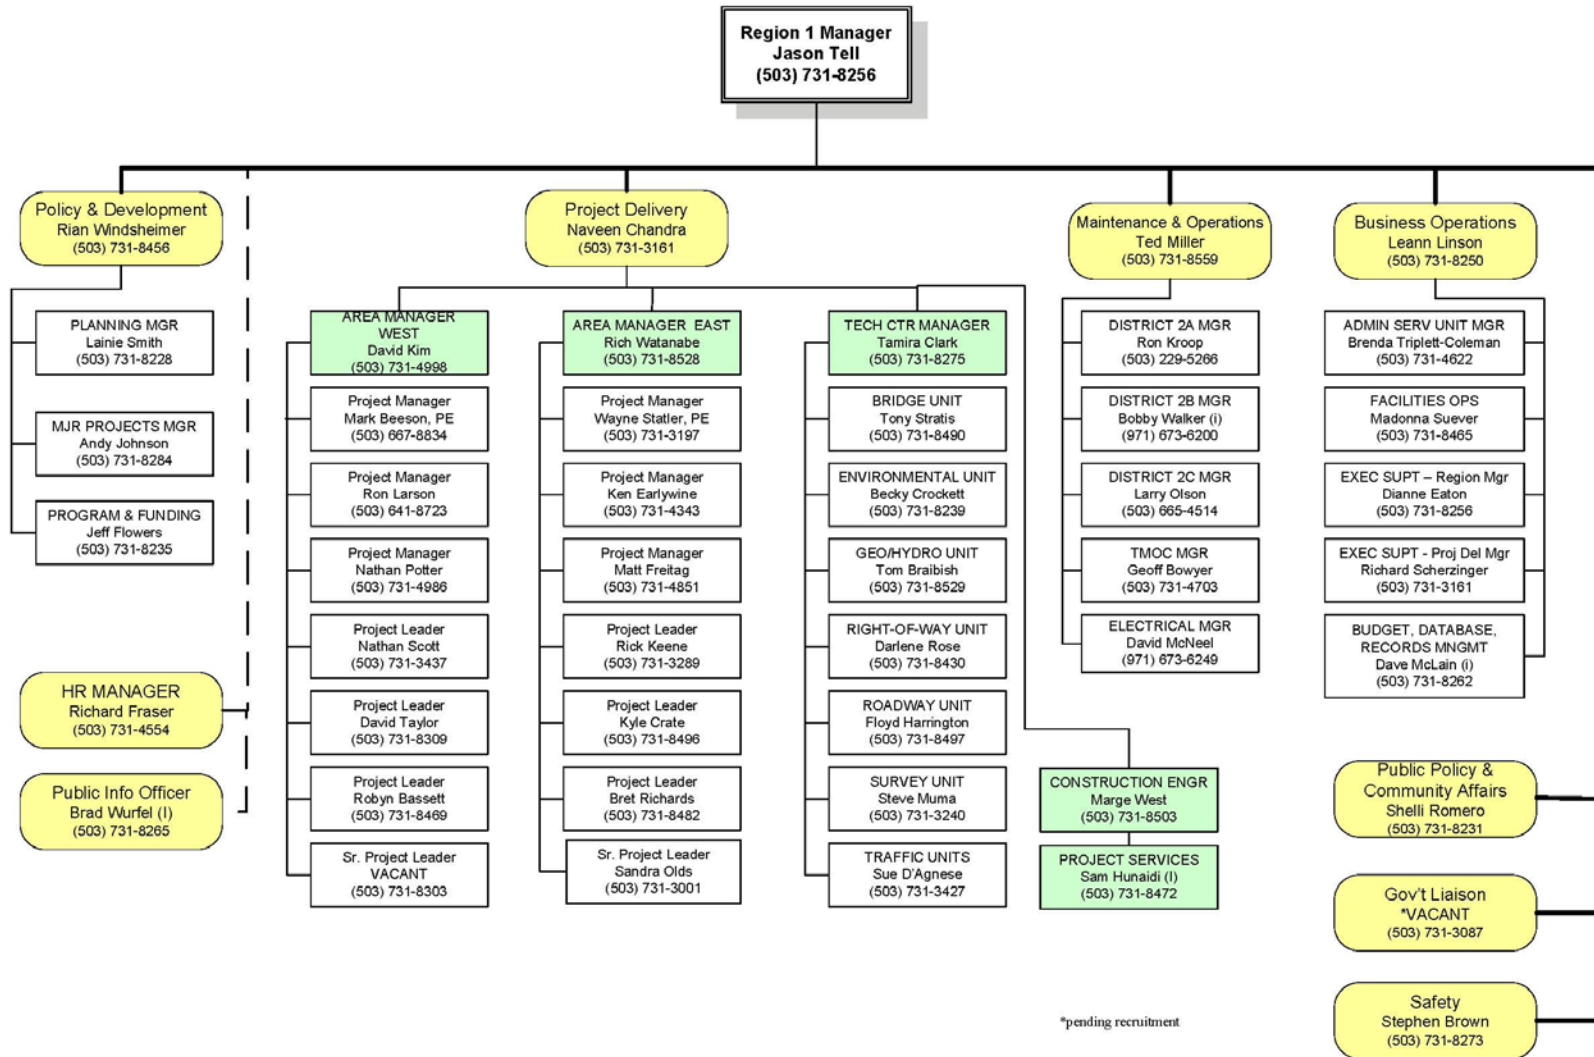 Region 1 Manager
Jason Tell
(503) 731-8256
Policy & Development
Rian Windsheimer
(503) 731-8456
Project Delivery
Naveen Chandra
(503) 731-3161
Maintenance & Operations
Ted Miller
(503) 731-8559
Business Operations
Leann Linson
(503) 731-8250
PLANNING MGR
Lainie Smith
(503) 731-8228
MJR PROJECTS MGR
Andy Johnson
(503) 731-8284
PROGRAM & FUNDING
Jeff Flowers
(503) 731-8235
HR MANAGER
Richard Fraser
(503) 731-4554
Public Info Officer
Brad Wurfel (I)
(503) 731-8265
AREA MANAGER
WEST
David Kim
(503) 731-4998
Project Manager
Mark Beeson, PE
(503) 667-8834
Project Manager
Ron Larson
(503) 641-8723
Project Manager
Nathan Potter
(503) 731-4986
Project Leader
Nathan Scott
(503) 731-3437
Project Leader
David Taylor
(503) 731-8309
Project Leader
Robyn Bassett
(503) 731-8469
Sr. Project Leader
VACANT
(503) 731-8303
AREA MANAGER EAST
Rich Watanabe
(503) 731-8528
Project Manager
Wayne Statler, PE
(503) 731-3197
Project Manager
Ken Earlywine
(503) 731-4343
Project Manager
Matt Freitag
(503) 731-4851
Project Leader
Rick Keene
(503) 731-3289
Project Leader
Kyle Crate
(503) 731-8496
Project Leader
Bret Richards
(503) 731-8482
Sr. Project Leader
Sandra Olds
(503) 731-3001
TECH CTR MANAGER
Tamira Clark
(503) 731-8275
BRIDGE UNIT
Tony Stratis
(503) 731-8490
ENVIRONMENTAL UNIT
Becky Crockett
(503) 731-8239
GEO/HYDRO UNIT
Tom Braibish
(503) 731-8529
RIGHT-OF-WAY UNIT
Darlene Rose
(503) 731-8430
ROADWAY UNIT
Floyd Harrington
(503) 731-8497
SURVEY UNIT
Steve Muma
(503) 731-3240
TRAFFIC UNITS
Sue D'Agnese
(503) 731-3427
CONSTRUCTION ENGR
Marge West
(503) 731-8503
PROJECT SERVICES
Sam Hunaidi (I)
(503) 731-8472
DISTRICT 2A MGR
Ron Kroop
(503) 229-5266
DISTRICT 2B MGR
Bobby Walker (i)
(971) 673-6200
DISTRICT 2C MGR
Larry Olson
(503) 665-4514
TMOC MGR
Geoff Bowyer
(503) 731-4703
ELECTRICAL MGR
David McNeel
(971) 673-6249
ADMIN SERV UNIT MGR
Brenda Triplett-Coleman
(503) 731-4622
FACILITIES OPS
Madonna Suever
(503) 731-8465
EXEC SUPT – Region Mgr
Dianne Eaton
(503) 731-8256
EXEC SUPT - Proj Del Mgr
Richard Scherzinger
(503) 731-3161
BUDGET, DATABASE,
RECORDS MNGMT
Dave McLain (i)
(503) 731-8262
Public Policy &
Community Affairs
Shelli Romero
(503) 731-8231
Gov't Liaison
*VACANT
(503) 731-3087
Safety
Stephen Brown
(503) 731-8273
*pending recruitment